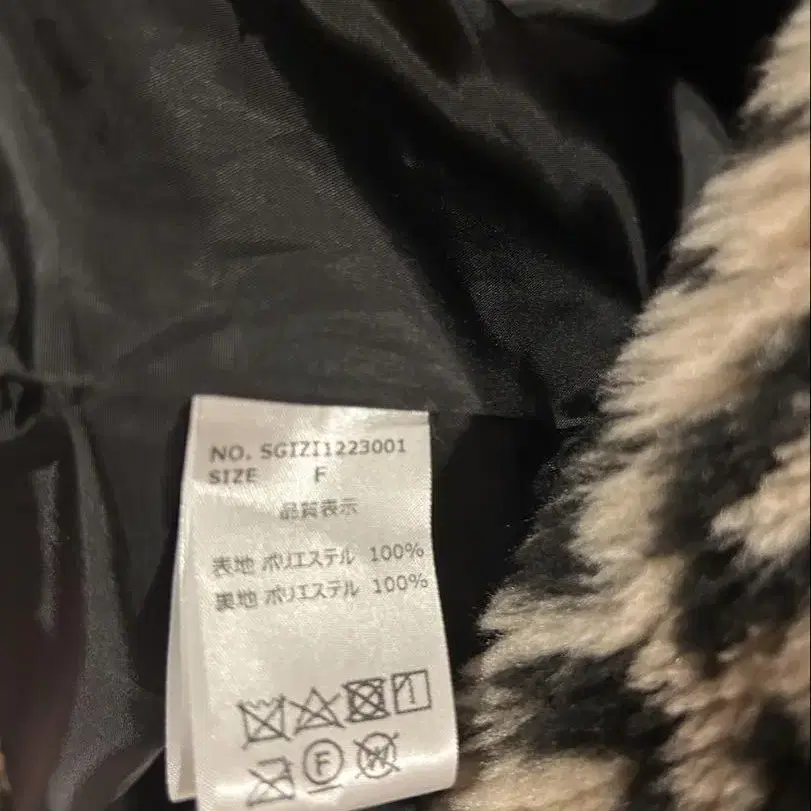 NO. SGIZI1223001
SIZE F
品質表示
表地 ポリエステル 100%
裏地 ポリエステル 100%
F W